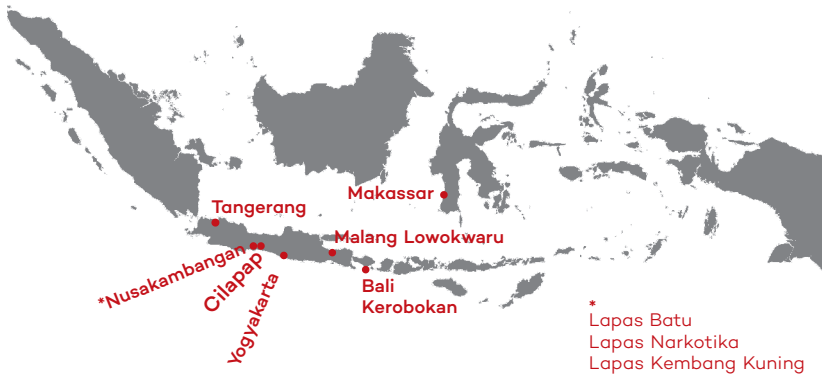 Makassar
Tangerang
Malang Lowokwaru
*Nusakambangan
Cilapap
Yogyakarta
Bali
Kerobokan
*
Lapas Batu
Lapas Narkotika
Lapas Kembang Kuning